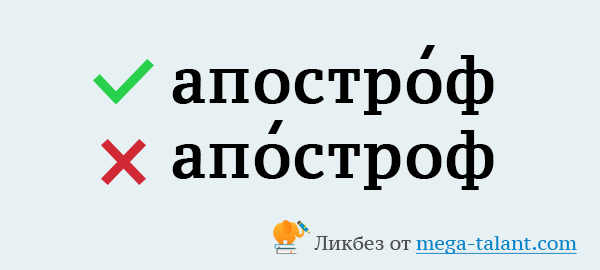 апостро́ф
апо́строф
Ликбез от mega-talant.com